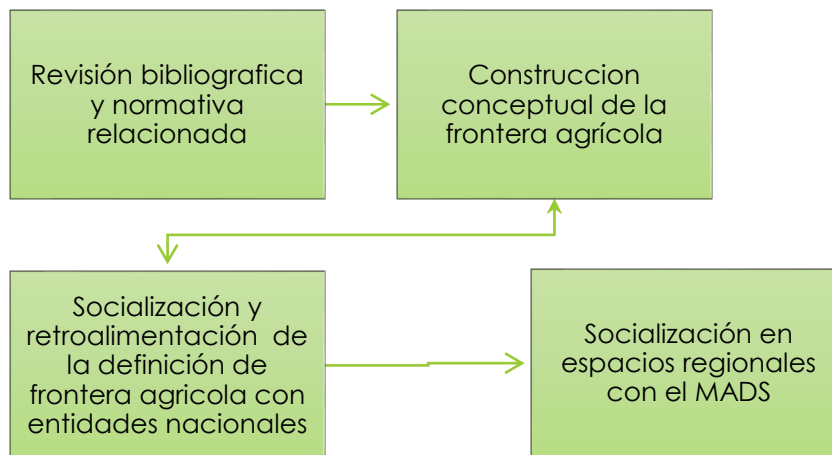 Revisión bibliografica
y normativa
relacionada
Construccion
conceptual de la
frontera agrícola
Socialización y
retroalimentación de
la definición de
frontera agricola con
entidades nacionales
Socialización en
espacios regionales
con el MADS